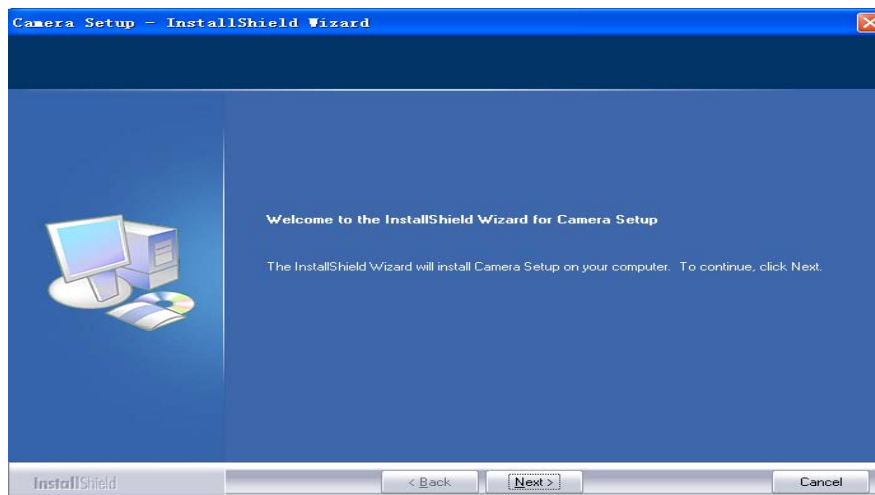 Camera Setup - InstallShield Wizard
Welcome to the InstallShield Wizard for Camera Setup
The InstallShield Wizard will install Camera Setup on your computer. To continue, click Next.
InstallShield
< Back
Next >
Cancel